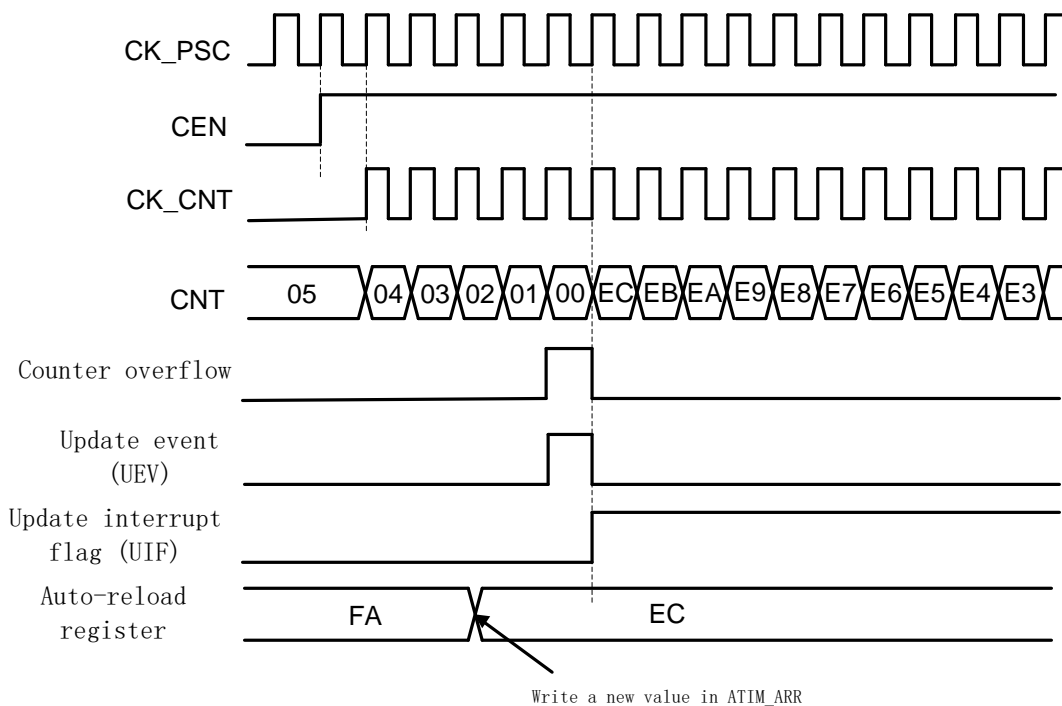 CK_PSC
CEN
CK_CNT
CNT 05 04 03 02 01 00 EC EB EA E9 E8 E7 E6 E5 E4 E3
Counter overflow
Update event
(UEV)
Update interrupt
flag (UIF)
Auto-reload
register
FA EC
Write a new value in ATIM_ARR